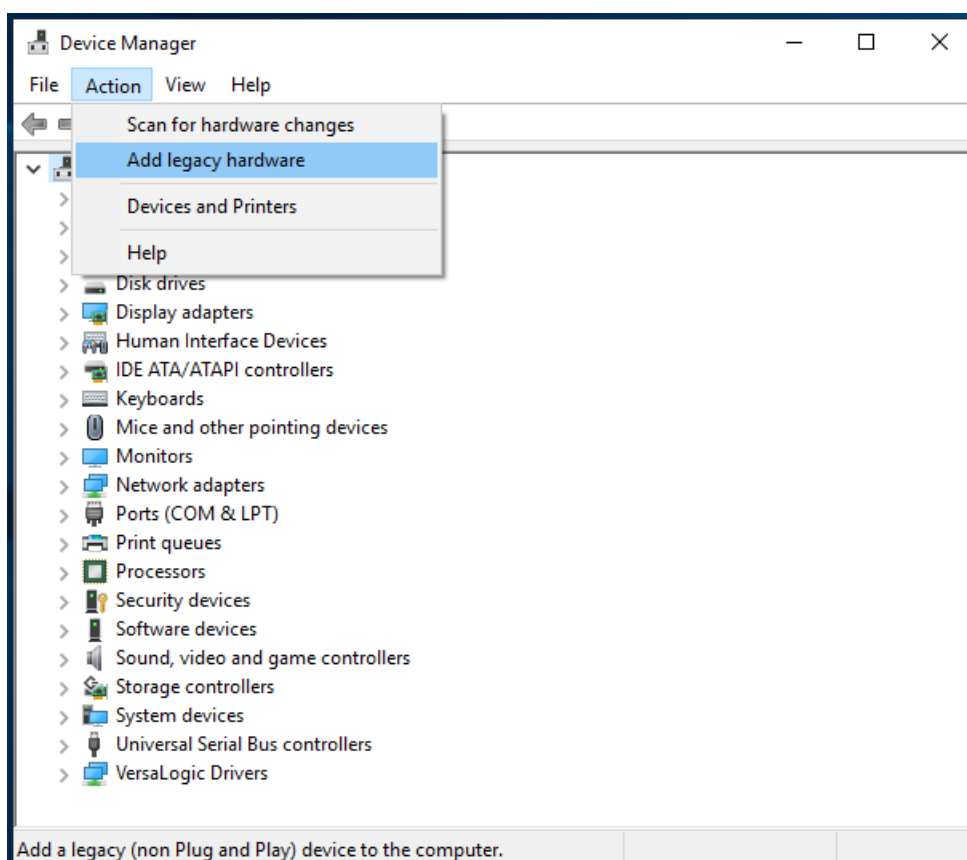 Device Manager
File Action View Help
Scan for hardware changes
Add legacy hardware
Devices and Printers
Help
Disk drives
Display adapters
Human Interface Devices
IDE ATA/ATAPI controllers
Keyboards
Mice and other pointing devices
Monitors
Network adapters
Ports (COM & LPT)
Print queues
Processors
Security devices
Software devices
Sound, video and game controllers
Storage controllers
System devices
Universal Serial Bus controllers
VersaLogic Drivers
Add a legacy (non Plug and Play) device to the computer.